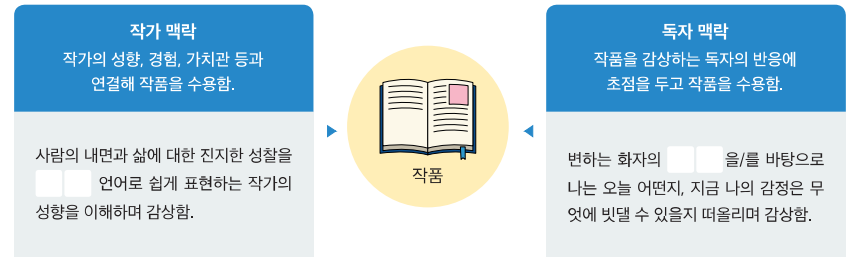 작가 맥락
작가의 성향, 경험, 가치관 등과
연결해 작품을 수용함.
사람의 내면과 삶에 대한 진지한 성찰을
언어로 쉽게 표현하는 작가의
성향을 이해하며 감상함.
작품
독자 맥락
작품을 감상하는 독자의 반응에
초점을 두고 작품을 수용함.
변하는 화자의 을/를 바탕으로
나는 오늘 어떤지, 지금 나의 감정은 무
엇에 빗댈 수 있을지 떠올리며 감상함.